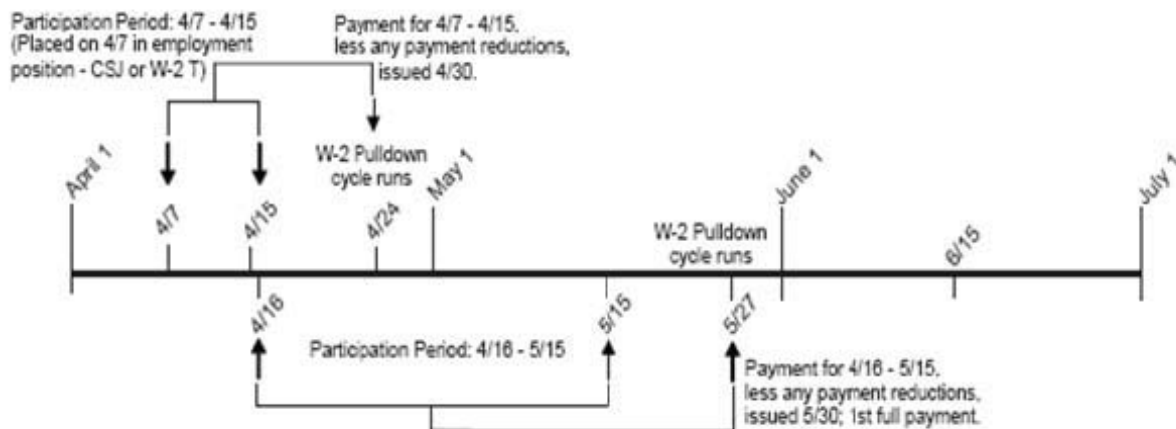 Participation Period: 4/7 - 4/15
(Placed on 4/7 in employment
position - CSJ or W-2 T)
Payment for 4/7 - 4/15,
less any payment reductions,
issued 4/30.
W-2 Pulldown
cycle runs
April 1
4/7
4/15
4/24
May 1
W-2 Pulldown
cycle runs
June 1
6/15
July 1
4/16
Participation Period: 4/16 - 5/15
5/15
5/27
Payment for 4/16 - 5/15,
less any payment reductions,
issued 5/30; 1st full payment.